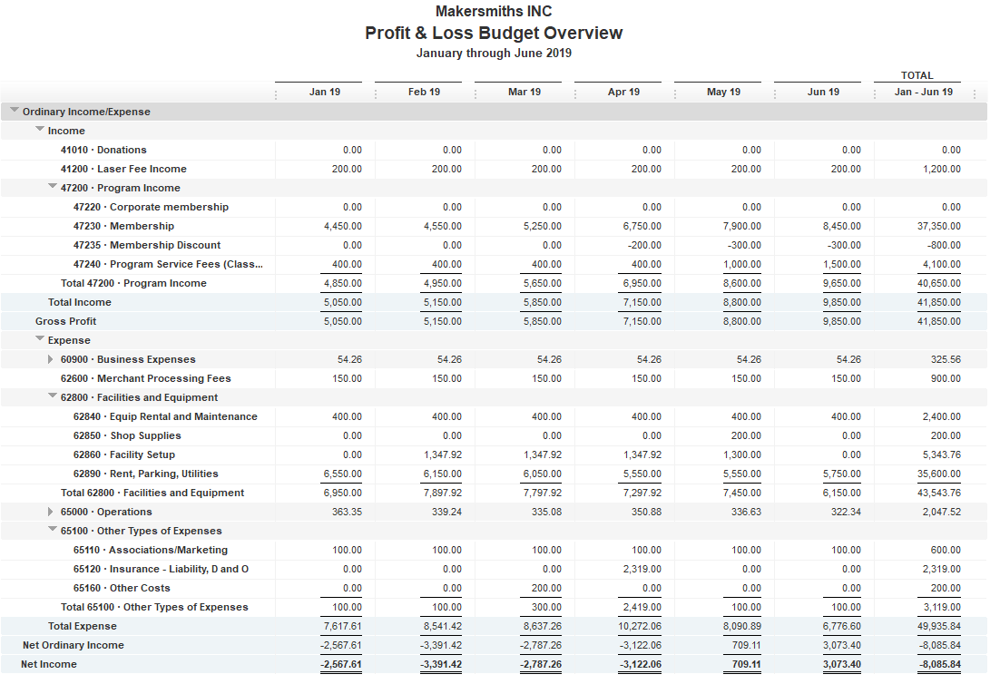 Makersmiths INC
Profit & Loss Budget Overview
January through June 2019
TOTAL
Jan 19 Feb 19 Mar 19 Apr 19 May 19 Jun 19 Jan - Jun 19
Ordinary Income/Expense
Income
41010 · Donations 0.00 0.00 0.00 0.00 0.00 0.00 0.00
41200 · Laser Fee Income 200.00 200.00 200.00 200.00 200.00 200.00 1,200.00
47200 · Program Income
47220 · Corporate membership 0.00 0.00 0.00 0.00 0.00 0.00 0.00
47230 · Membership 4,450.00 4,550.00 5,250.00 6,750.00 7,900.00 8,450.00 37,350.00
47235 · Membership Discount 0.00 0.00 0.00 -200.00 -300.00 -300.00 -800.00
47240 · Program Service Fees (Class... 400.00 400.00 400.00 400.00 1,000.00 1,500.00 4,100.00
Total 47200 · Program Income 4,850.00 4,950.00 5,650.00 6,950.00 8,600.00 9,650.00 40,650.00
Total Income 5,050.00 5,150.00 5,850.00 7,150.00 8,800.00 9,850.00 41,850.00
Gross Profit 5,050.00 5,150.00 5,850.00 7,150.00 8,800.00 9,850.00 41,850.00
Expense
60900 · Business Expenses 54.26 54.26 54.26 54.26 54.26 54.26 325.56
62600 · Merchant Processing Fees 150.00 150.00 150.00 150.00 150.00 150.00 900.00
62800 · Facilities and Equipment
62840 · Equip Rental and Maintenance 400.00 400.00 400.00 400.00 400.00 400.00 2,400.00
62850 · Shop Supplies 0.00 0.00 0.00 0.00 200.00 0.00 200.00
62860 · Facility Setup 0.00 1,347.92 1,347.92 1,347.92 1,300.00 0.00 5,343.76
62890 · Rent, Parking, Utilities 6,550.00 6,150.00 6,050.00 5,550.00 5,550.00 5,750.00 35,600.00
Total 62800 · Facilities and Equipment 6,950.00 7,897.92 7,797.92 7,297.92 7,450.00 6,150.00 43,543.76
65000 · Operations 363.35 339.24 335.08 350.88 336.63 322.34 2,047.52
65100 · Other Types of Expenses
65110 · Associations/Marketing 100.00 100.00 100.00 100.00 100.00 100.00 600.00
65120 · Insurance - Liability, D and O 0.00 0.00 0.00 2,319.00 0.00 0.00 2,319.00
65160 · Other Costs 0.00 0.00 200.00 0.00 0.00 0.00 200.00
Total 65100 · Other Types of Expenses 100.00 100.00 300.00 2,419.00 100.00 100.00 3,119.00
Total Expense 7,617.61 8,541.42 8,637.26 10,272.06 8,090.89 6,776.60 49,935.84
Net Ordinary Income -2,567.61 -3,391.42 -2,787.26 -3,122.06 709.11 3,073.40 -8,085.84
Net Income -2,567.61 -3,391.42 -2,787.26 -3,122.06 709.11 3,073.40 -8,085.84